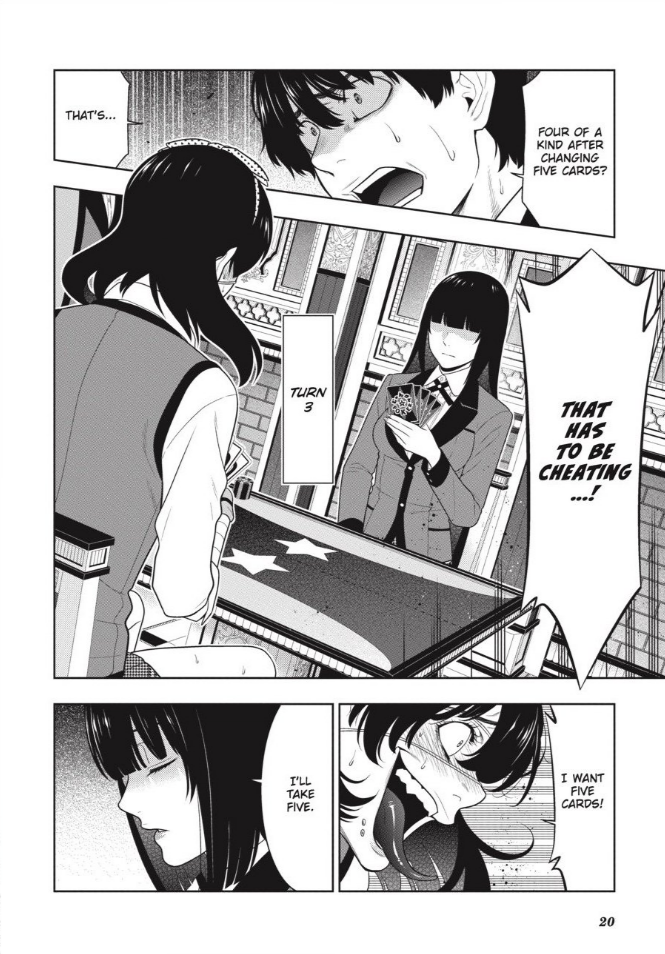 FOUR OF A
KIND AFTER
CHANGING
FIVE CARDS?
THAT'S...
THAT
HAS
TO BE
CHEATING
...!
TURN
3
I WANT
FIVE
CARDS!
I'LL
TAKE
FIVE.
20